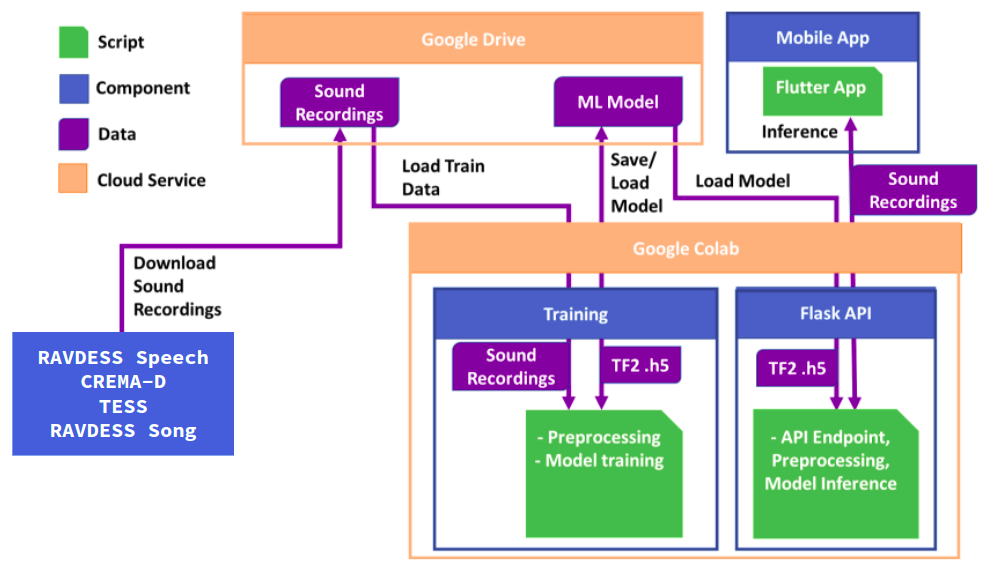 Script
Component
Data
Cloud Service
Google Drive
Sound
Recordings
ML Model
Mobile App
Flutter App
Inference
Sound
Recordings
Load Train
Data
Save/
Load
Model
Load Model
Download
Sound
Recordings
RAVDESS Speech
CREMA-D
TESS
RAVDESS Song
Google Colab
Training
Sound
Recordings
TF2 .h5
- Preprocessing
- Model training
Flask API
TF2 .h5
- API Endpoint,
Preprocessing,
Model Inference